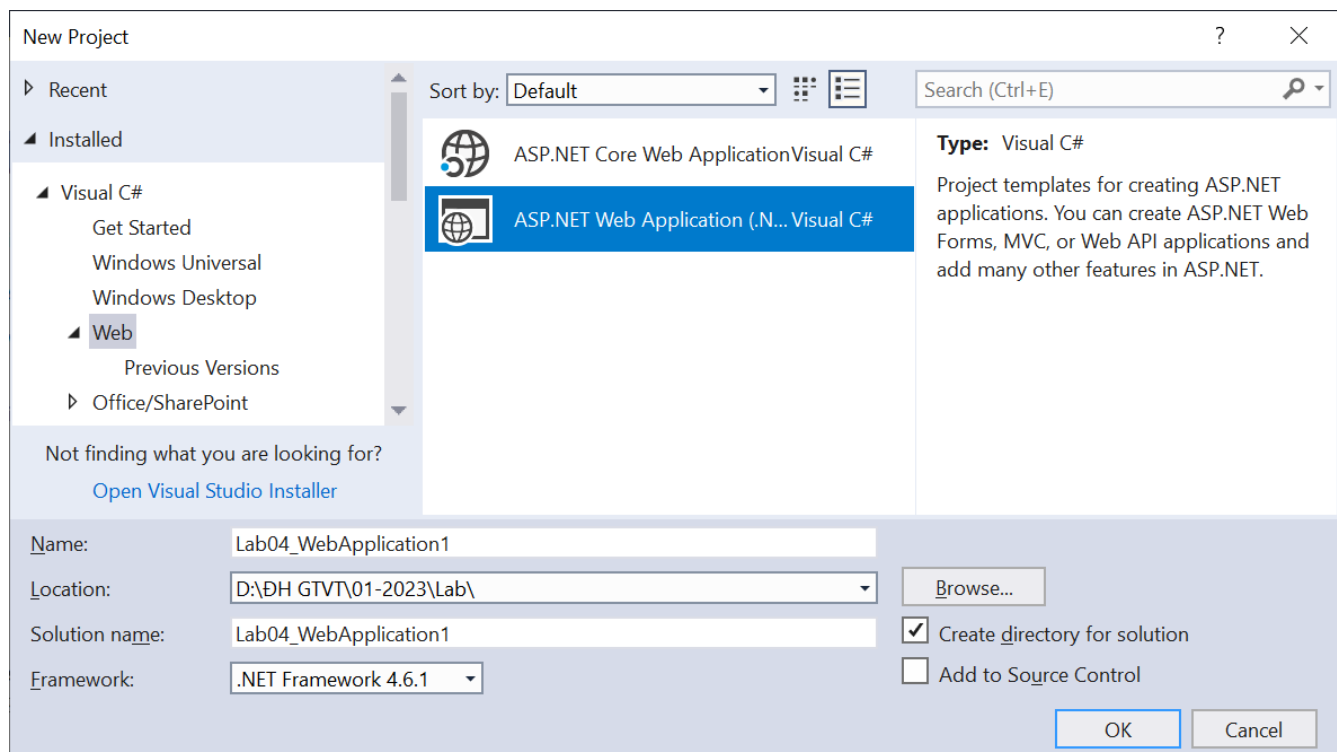 New Project
?
Recent
Installed
Visual C#
Get Started
Windows Universal
Windows Desktop
Web
Previous Versions
Office/SharePoint
Not finding what you are looking for?
Open Visual Studio Installer
Sort by: Default
ASP.NET Core Web Application Visual C#
ASP.NET Web Application (.N... Visual C#
Search (Ctrl+E)
Type: Visual C#
Project templates for creating ASP.NET
applications. You can create ASP.NET Web
Forms, MVC, or Web API applications and
add many other features in ASP.NET.
Name: Lab04_WebApplication1
Location: D:\ĐH GTVT\01-2023\Lab\ Browse...
Solution name: Lab04_WebApplication1 Create directory for solution
Framework: .NET Framework 4.6.1 Add to Source Control
OK Cancel